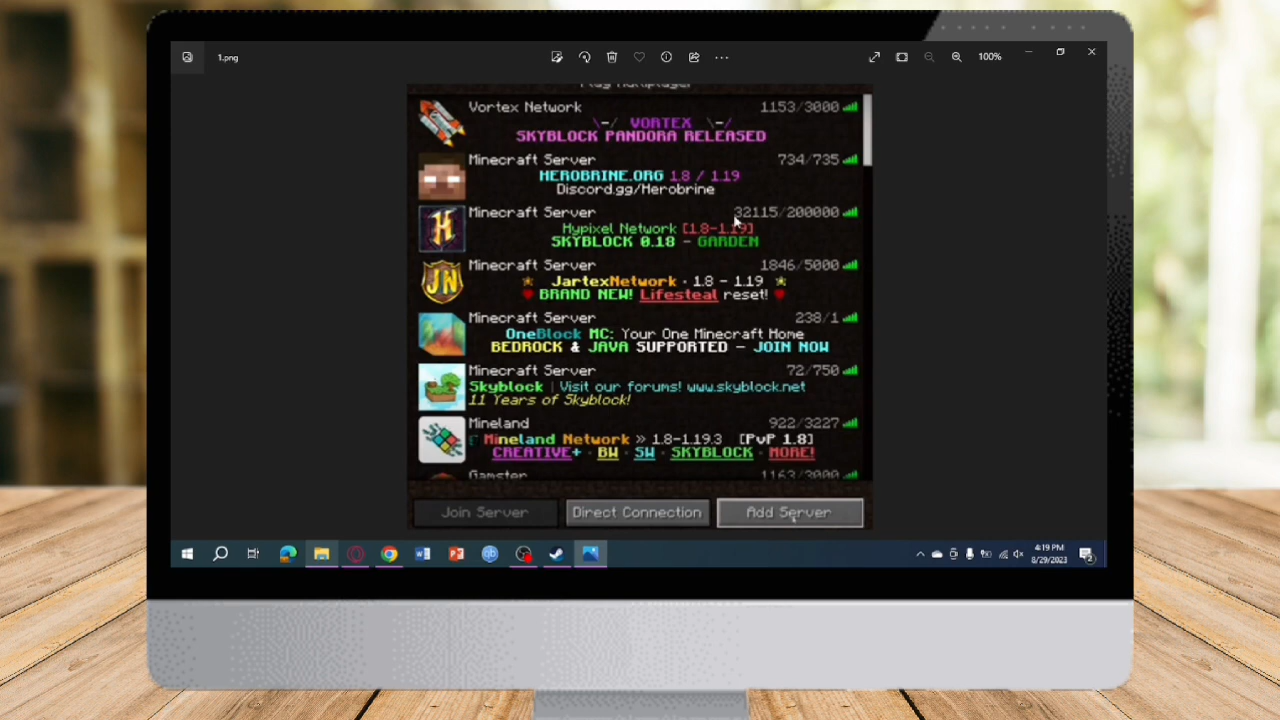 1.png
100%
Play Multiplayer
Vortex Network 1153/3000
\-/ VORTEX \-/
SKYBLOCK PANDORA RELEASED
Minecraft Server 734/735
HEROBRINE.ORG 1.8 / 1.19
Discord.gg/Herobrine
Minecraft Server 32115/200000
Hypixel Network [1.8-1.19]
SKYBLOCK 0.18 - GARDEN
Minecraft Server 1846/5000
JartexNetwork · 1.8 - 1.19
BRAND NEW! Lifesteal reset!
Minecraft Server 238/1
OneBlock MC: Your One Minecraft Home
BEDROCK & JAVA SUPPORTED - JOIN NOW
Minecraft Server 72/750
Skyblock | Visit our forums! www.skyblock.net
11 Years of Skyblock!
Mineland 922/3227
Mineland Network » 1.8-1.19.3 [PvP 1.8]
CREATIVE+ · BW · SW · SKYBLOCK · MORE!
Gamster 1163/3000
Join Server Direct Connection Add Server
4:19 PM
8/29/2023
2